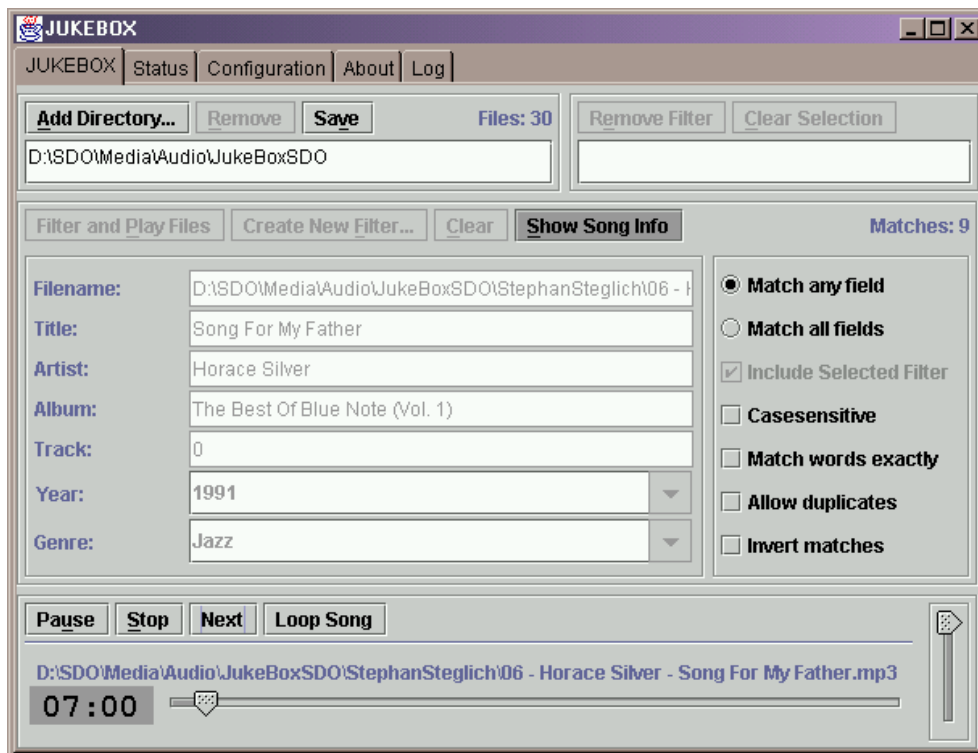 JUKEBOX
JUKEBOX Status Configuration About Log
Add Directory... Remove Save Files: 30 Remove Filter Clear Selection
D:\SDO\Media\Audio\JukeBoxSDO
Filter and Play Files Create New Filter... Clear Show Song Info Matches: 9
Filename: D:\SDO\Media\Audio\JukeBoxSDO\StephanSteglich\06 -
Title: Song For My Father
Artist: Horace Silver
Album: The Best Of Blue Note (Vol. 1)
Track: 0
Year: 1991
Genre: Jazz
Match any field
Match all fields
Include Selected Filter
Casesensitive
Match words exactly
Allow duplicates
Invert matches
Pause Stop Next Loop Song
D:\SDO\Media\Audio\JukeBoxSDO\StephanSteglich\06 - Horace Silver - Song For My Father.mp3
07:00